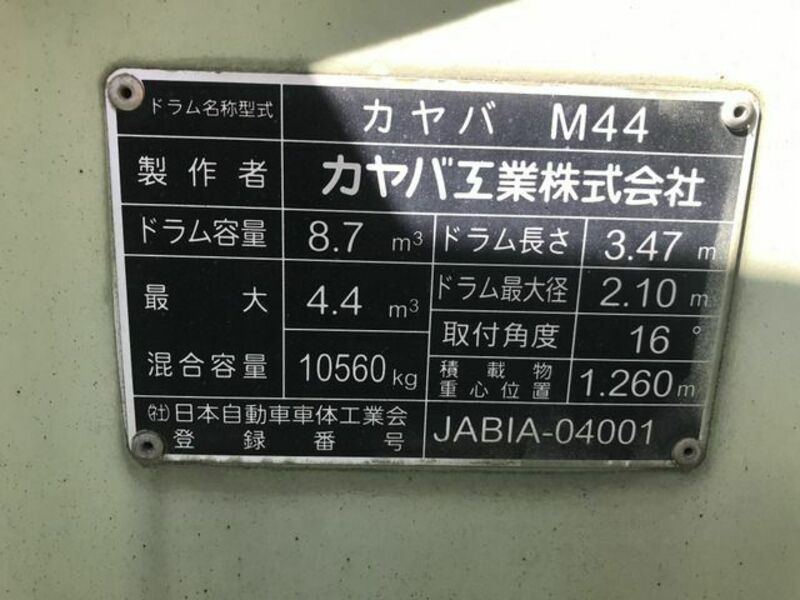 ドラム名称型式 カヤバ M44
製作者 カヤバ工業株式会社
ドラム容量 8.7 m³ ドラム長さ 3.47 m
最大 4.4 m³ ドラム最大径 2.10 m
取付角度 16°
混合容量 10560 kg 積載物重心位置 1.260 m
㈳日本自動車車体工業会
登録番号 JABIA-04001